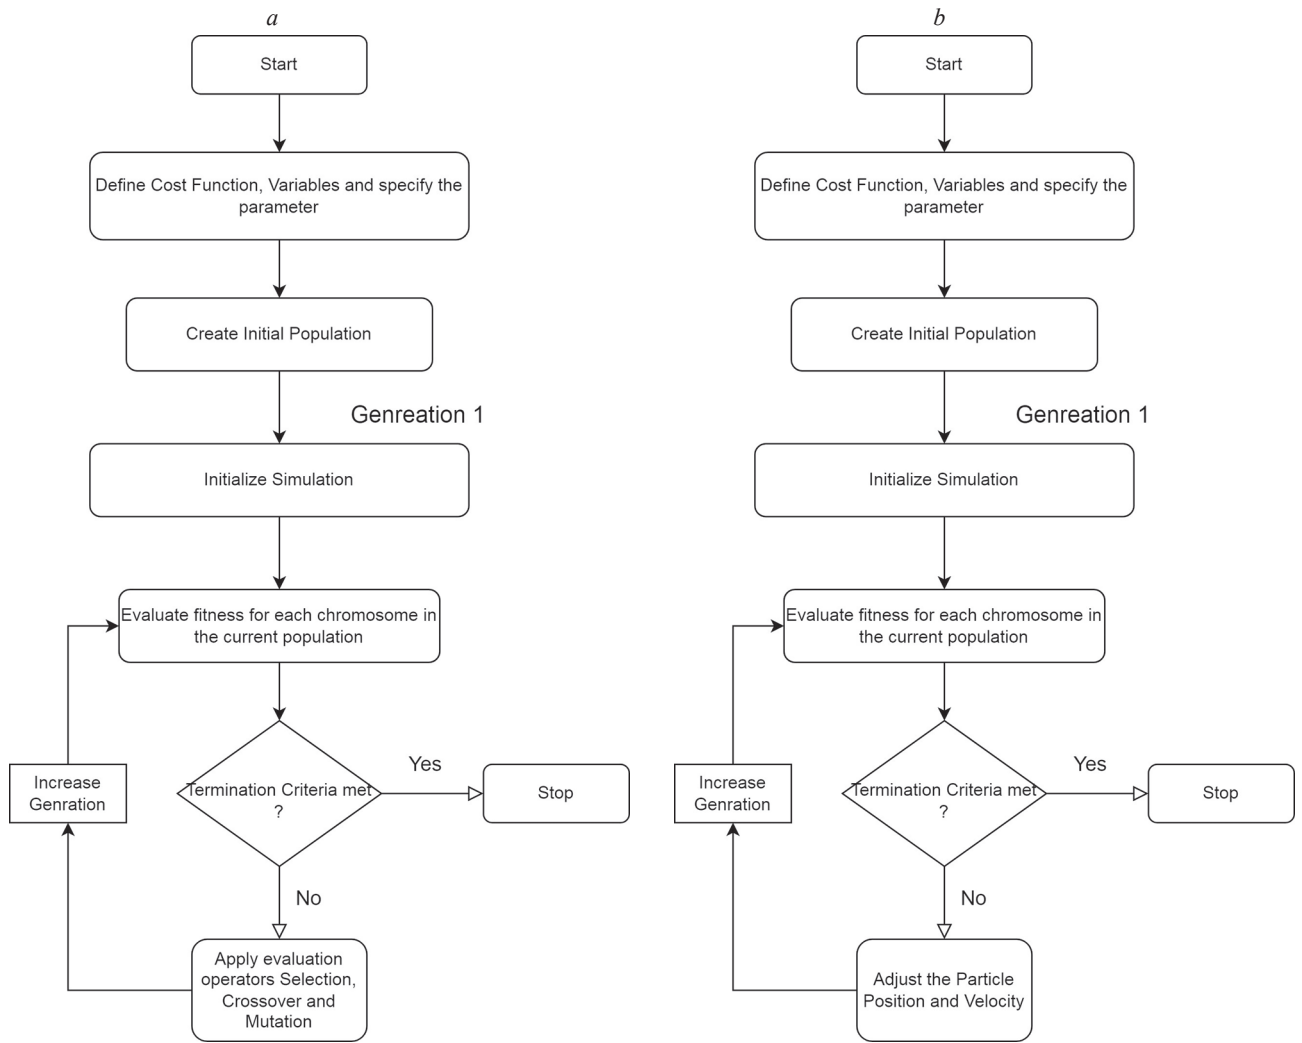 a
Start
Define Cost Function, Variables and specify the
parameter
Create Initial Population
Genreation 1
Initialize Simulation
Evaluate fitness for each chromosome in
the current population
Termination Criteria met
?
Yes
Stop
No
Increase
Genration
Apply evaluation
operators Selection,
Crossover and
Mutation
b
Start
Define Cost Function, Variables and specify the
parameter
Create Initial Population
Genreation 1
Initialize Simulation
Evaluate fitness for each chromosome in
the current population
Termination Criteria met
?
Yes
Stop
No
Increase
Genration
Adjust the Particle
Position and Velocity